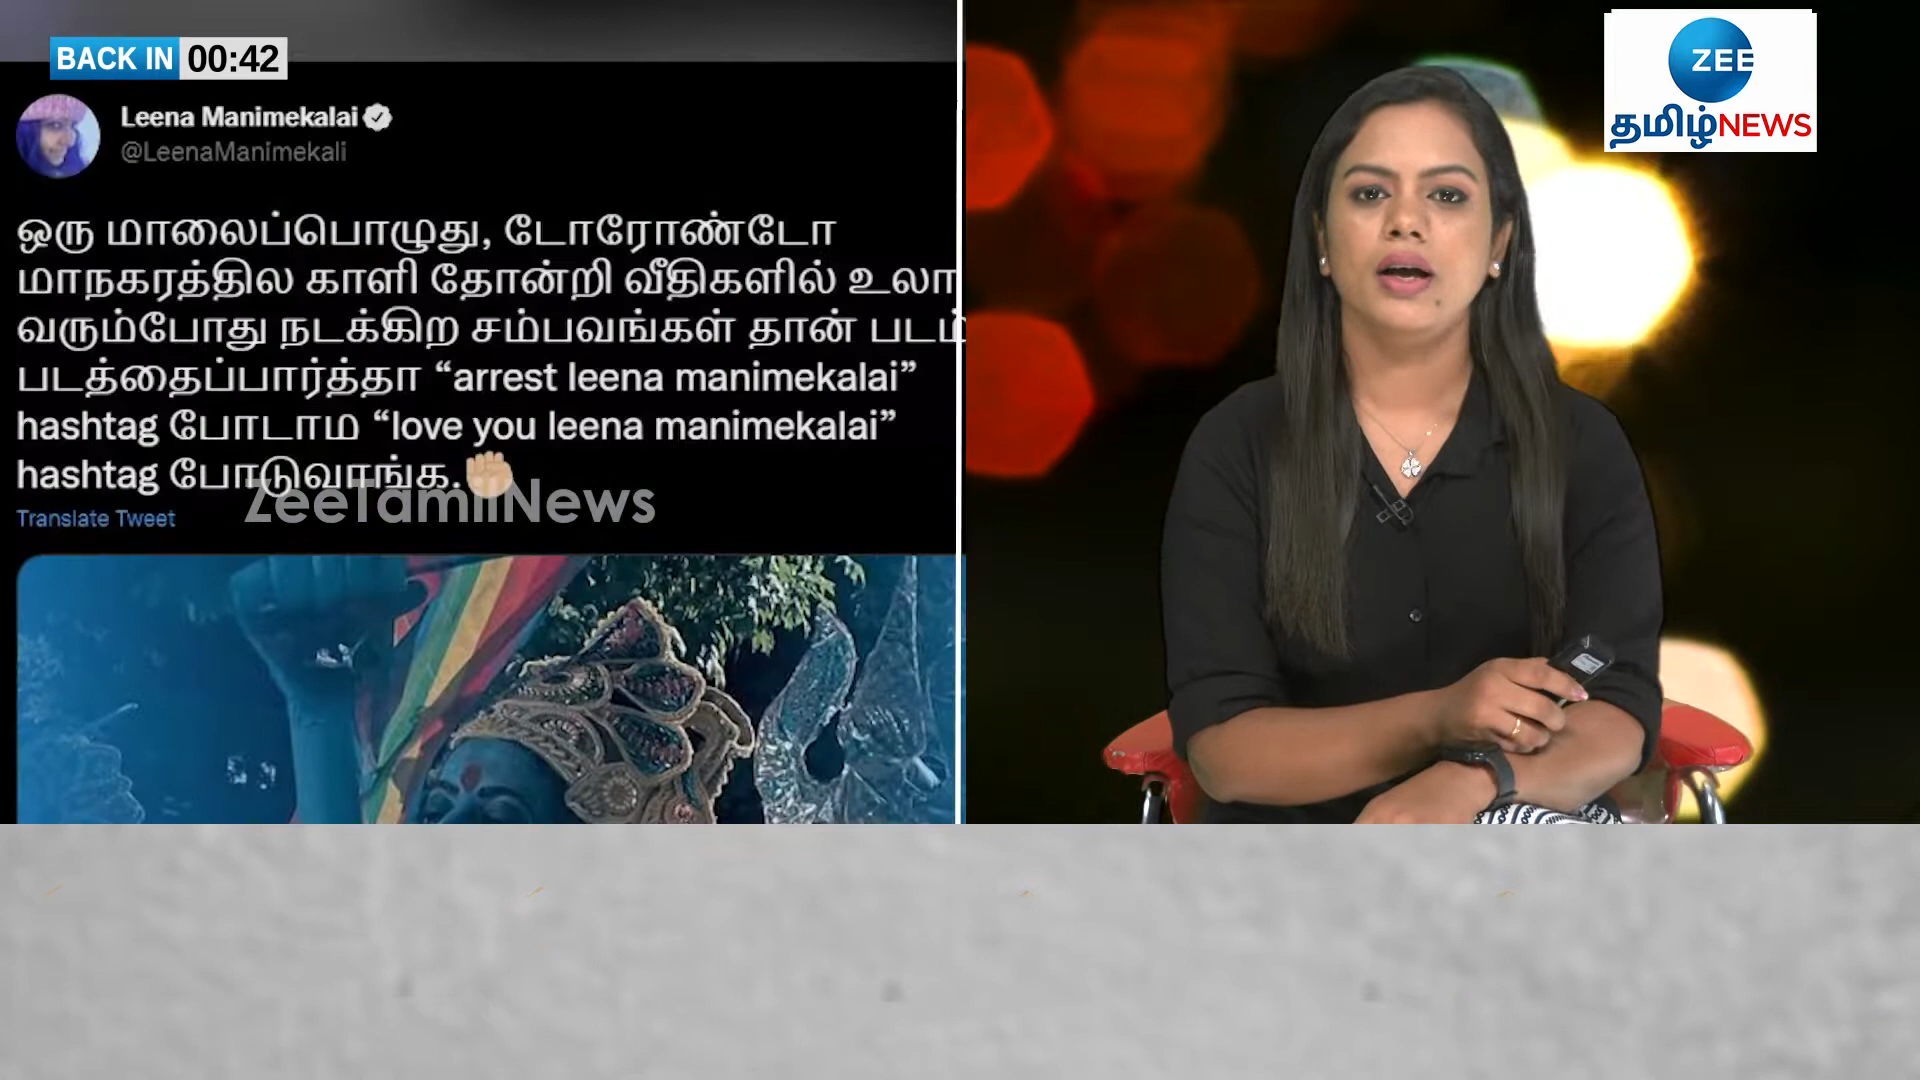 BACK IN 00:42
ZEE
தமிழ்NEWS
Leena Manimekalai
@LeenaManimekali
ஒரு மாலைப்பொழுது, டோரோண்டோ
மாநகரத்தில காளி தோன்றி வீதிகளில் உலா
வரும்போது நடக்கிற சம்பவங்கள் தான் படம்
படத்தைப்பார்த்தா “arrest leena manimekalai”
hashtag போடாம “love you leena manimekalai”
hashtag போடுவாங்க.✊🏼
ZeeTamilNews
Translate Tweet